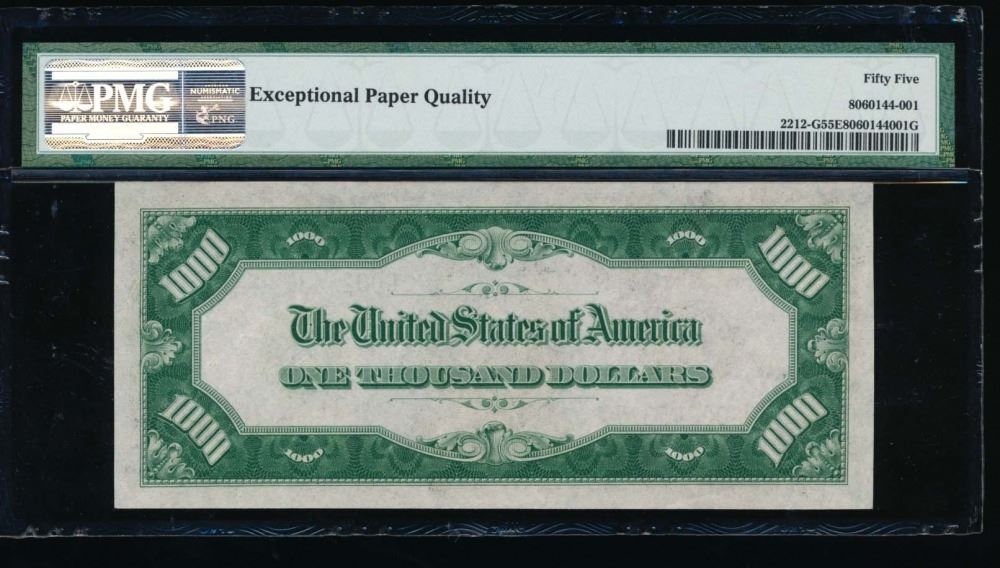 PMG
PAPER MONEY GUARANTY
NUMISMATIC
PNG
Exceptional Paper Quality
Fifty Five
8060144-001
2212-G55E8060144001G
1000
1000
1000
1000
The United States of America
ONE THOUSAND DOLLARS
1000
1000
1000
1000